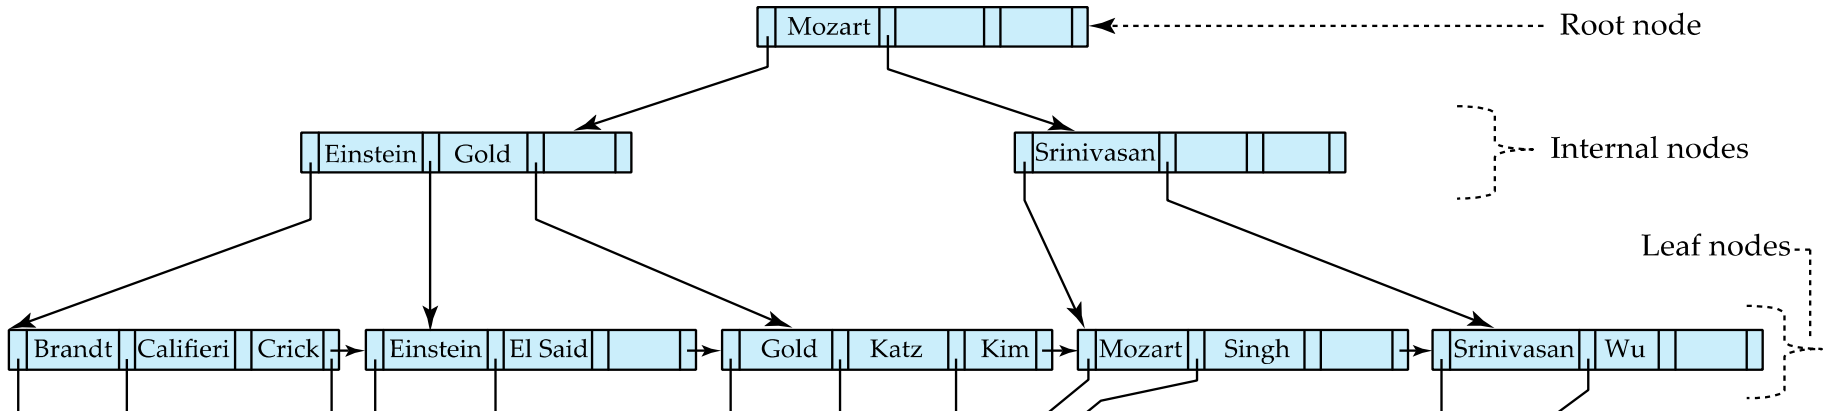 Mozart
Root node
Einstein Gold
Srinivasan
Internal nodes
Leaf nodes
Brandt Califieri Crick
Einstein El Said
Gold Katz Kim
Mozart Singh
Srinivasan Wu